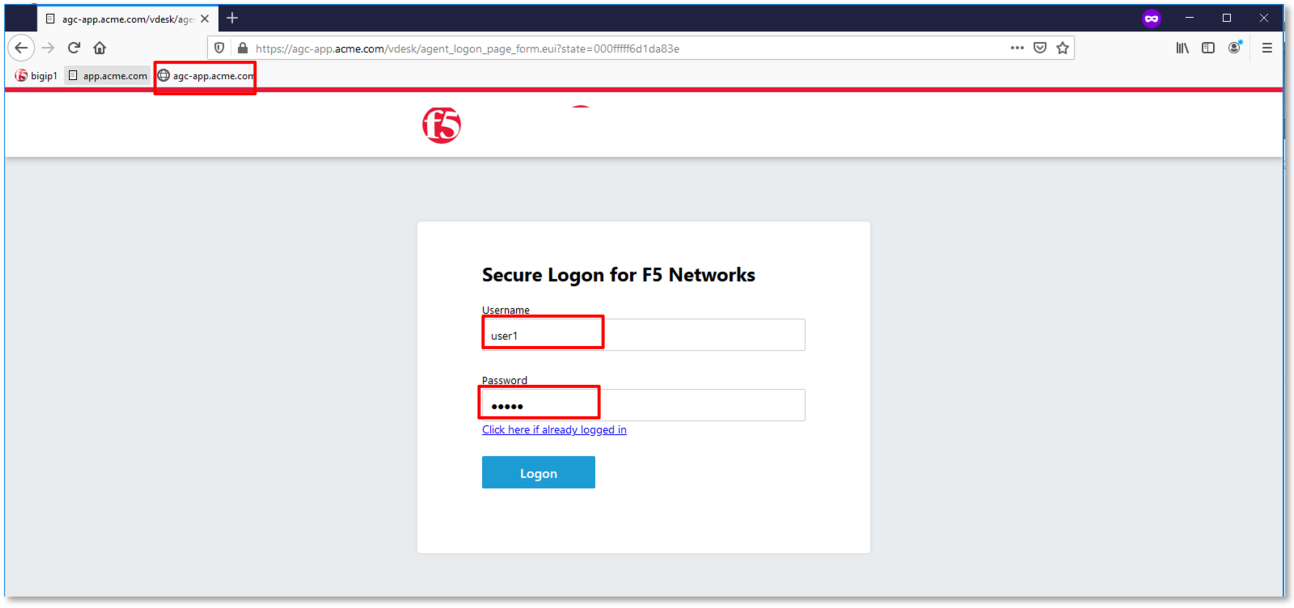 agc-app.acme.com/vdesk/age
https://agc-app.acme.com/vdesk/agent_logon_page_form.eui?state=000fffff6d1da83e
bigip1 app.acme.com agc-app.acme.com
f5
Secure Logon for F5 Networks
Username
user1
Password
•••••
Click here if already logged in
Logon